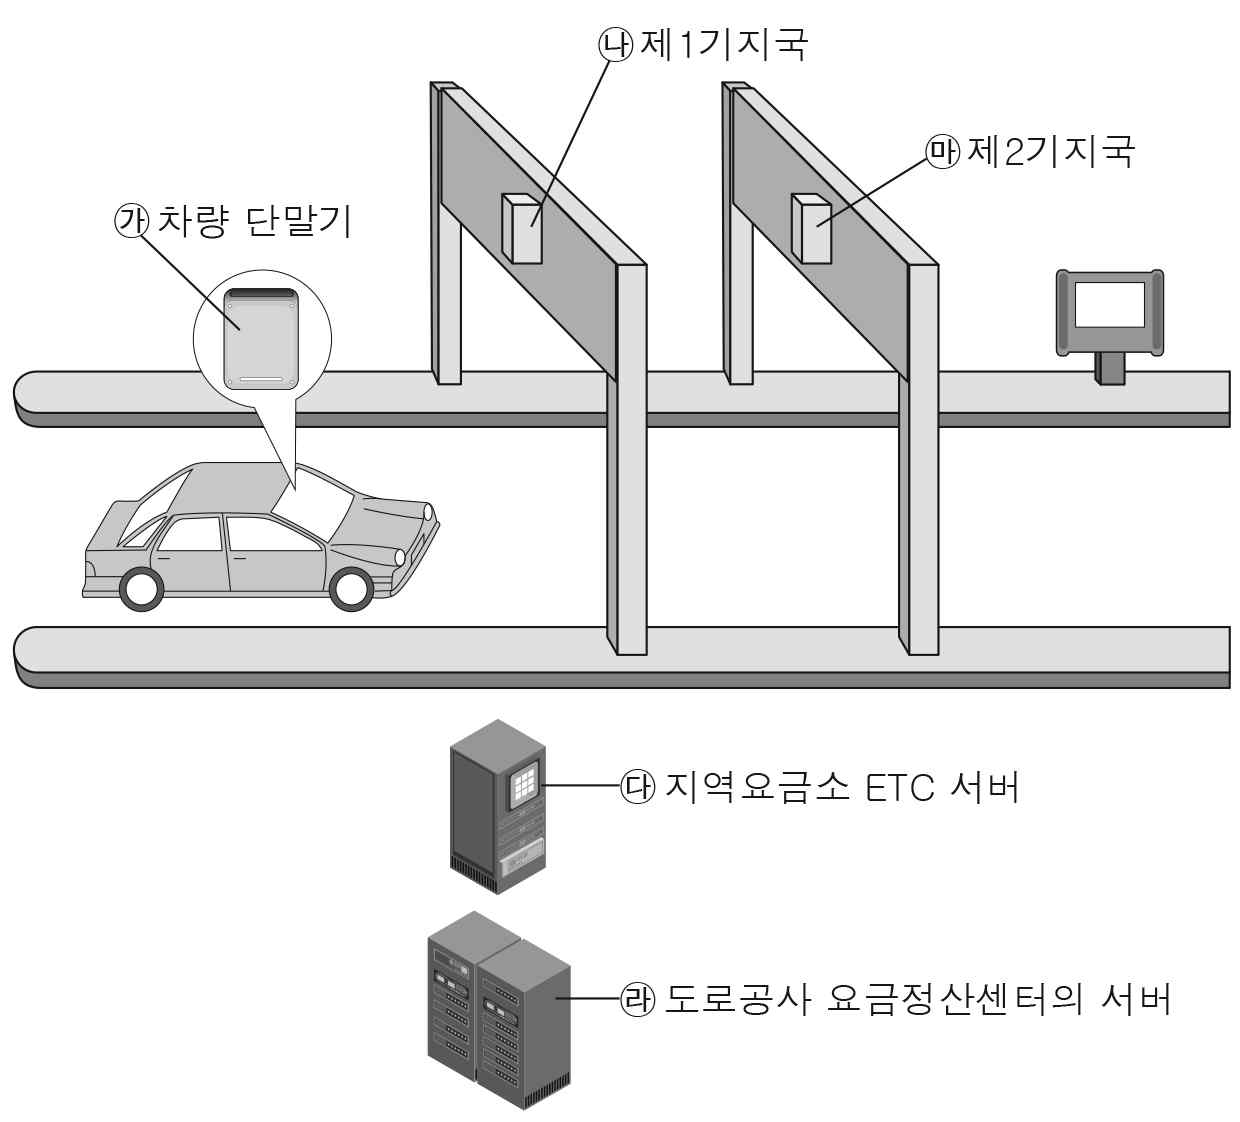 ㉯ 제1기지국
㉲ 제2기지국
㉮ 차량 단말기
㉰ 지역요금소 ETC 서버
㉱ 도로공사 요금정산센터의 서버